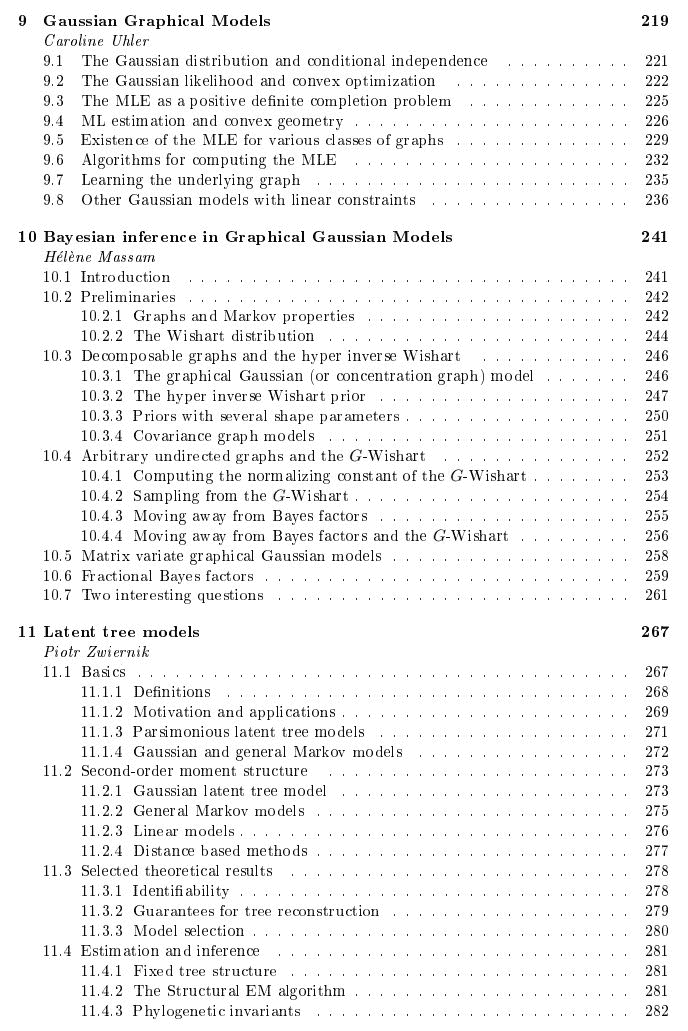 9 Gaussian Graphical Models 219
Caroline Uhler
9.1 The Gaussian distribution and conditional independence . . . . . . . . . . 221
9.2 The Gaussian likelihood and convex optimization . . . . . . . . . . . . . 222
9.3 The MLE as a positive definite completion problem . . . . . . . . . . . . 225
9.4 ML estimation and convex geometry . . . . . . . . . . . . . . . . . . 226
9.5 Existence of the MLE for various classes of graphs . . . . . . . . . . . . 229
9.6 Algorithms for computing the MLE . . . . . . . . . . . . . . . . . . 232
9.7 Learning the underlying graph . . . . . . . . . . . . . . . . . . . . 235
9.8 Other Gaussian models with linear constraints . . . . . . . . . . . . . 236
10 Bayesian inference in Graphical Gaussian Models 241
Hélène Massam
10.1 Introduction . . . . . . . . . . . . . . . . . . . . . . . . . . . . 241
10.2 Preliminaries . . . . . . . . . . . . . . . . . . . . . . . . . . . . 242
10.2.1 Graphs and Markov properties . . . . . . . . . . . . . . . . . 242
10.2.2 The Wishart distribution . . . . . . . . . . . . . . . . . . . 244
10.3 Decomposable graphs and the hyper inverse Wishart . . . . . . . . . . 246
10.3.1 The graphical Gaussian (or concentration graph) model . . . . . . . 246
10.3.2 The hyper inverse Wishart prior . . . . . . . . . . . . . . . . 247
10.3.3 Priors with several shape parameters . . . . . . . . . . . . . . . 250
10.3.4 Covariance graph models . . . . . . . . . . . . . . . . . . . 251
10.4 Arbitrary undirected graphs and the G-Wishart . . . . . . . . . . . . 252
10.4.1 Computing the normalizing constant of the G-Wishart . . . . . . . . 253
10.4.2 Sampling from the G-Wishart . . . . . . . . . . . . . . . . . . 254
10.4.3 Moving away from Bayes factors . . . . . . . . . . . . . . . . 255
10.4.4 Moving away from Bayes factors and the G-Wishart . . . . . . . . . 256
10.5 Matrix variate graphical Gaussian models . . . . . . . . . . . . . . . 258
10.6 Fractional Bayes factors . . . . . . . . . . . . . . . . . . . . . . . 259
10.7 Two interesting questions . . . . . . . . . . . . . . . . . . . . . . 261
11 Latent tree models 267
Piotr Zwiernik
11.1 Basics . . . . . . . . . . . . . . . . . . . . . . . . . . . . . . . 267
11.1.1 Definitions . . . . . . . . . . . . . . . . . . . . . . . . . . 268
11.1.2 Motivation and applications . . . . . . . . . . . . . . . . . . . 269
11.1.3 Parsimonious latent tree models . . . . . . . . . . . . . . . . 271
11.1.4 Gaussian and general Markov models . . . . . . . . . . . . . . 272
11.2 Second-order moment structure . . . . . . . . . . . . . . . . . . . 273
11.2.1 Gaussian latent tree model . . . . . . . . . . . . . . . . . . . 273
11.2.2 General Markov models . . . . . . . . . . . . . . . . . . . . 275
11.2.3 Linear models . . . . . . . . . . . . . . . . . . . . . . . . . 276
11.2.4 Distance based methods . . . . . . . . . . . . . . . . . . . . 277
11.3 Selected theoretical results . . . . . . . . . . . . . . . . . . . . . 278
11.3.1 Identifiability . . . . . . . . . . . . . . . . . . . . . . . . . 278
11.3.2 Guarantees for tree reconstruction . . . . . . . . . . . . . . . . 279
11.3.3 Model selection . . . . . . . . . . . . . . . . . . . . . . . . 280
11.4 Estimation and inference . . . . . . . . . . . . . . . . . . . . . . 281
11.4.1 Fixed tree structure . . . . . . . . . . . . . . . . . . . . . . 281
11.4.2 The Structural EM algorithm . . . . . . . . . . . . . . . . . . 281
11.4.3 Phylogenetic invariants . . . . . . . . . . . . . . . . . . . . 282